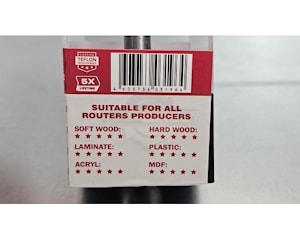 TEFLON
5X
LIFETIME
SUITABLE FOR ALL
ROUTERS PRODUCERS
SOFT WOOD: HARD WOOD:
★ ★ ★ ★ ★ ★ ★ ★ ★ ★
LAMINATE: PLASTIC:
★ ★ ★ ★ ★ ★ ★ ★ ★ ★
ACRYL: MDF:
★ ★ ★ ★ ★ ★ ★ ★ ★ ★